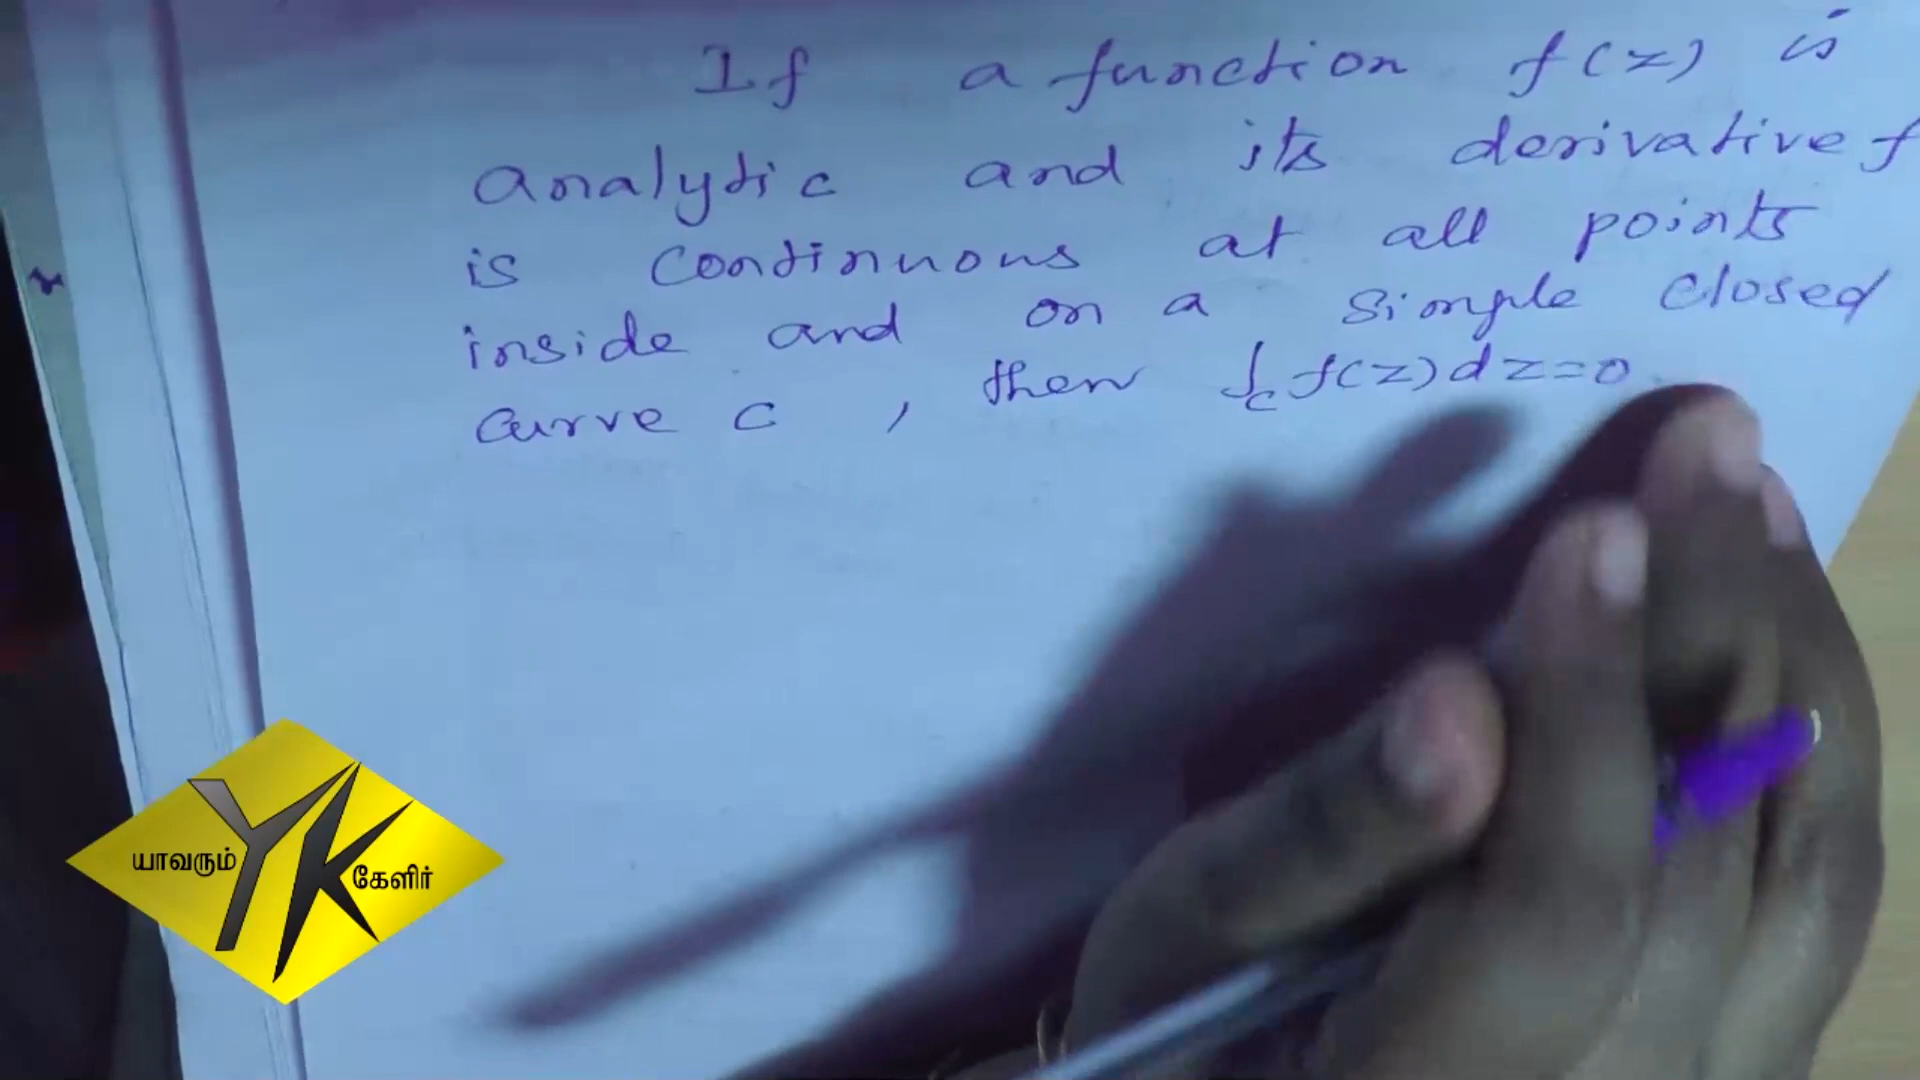 If a function f(z) is
analytic and its derivative f
is continuous at all points
inside and on a simple closed
curve c , then ∫c f(z) dz = 0
யாவரும் YK கேளிர்